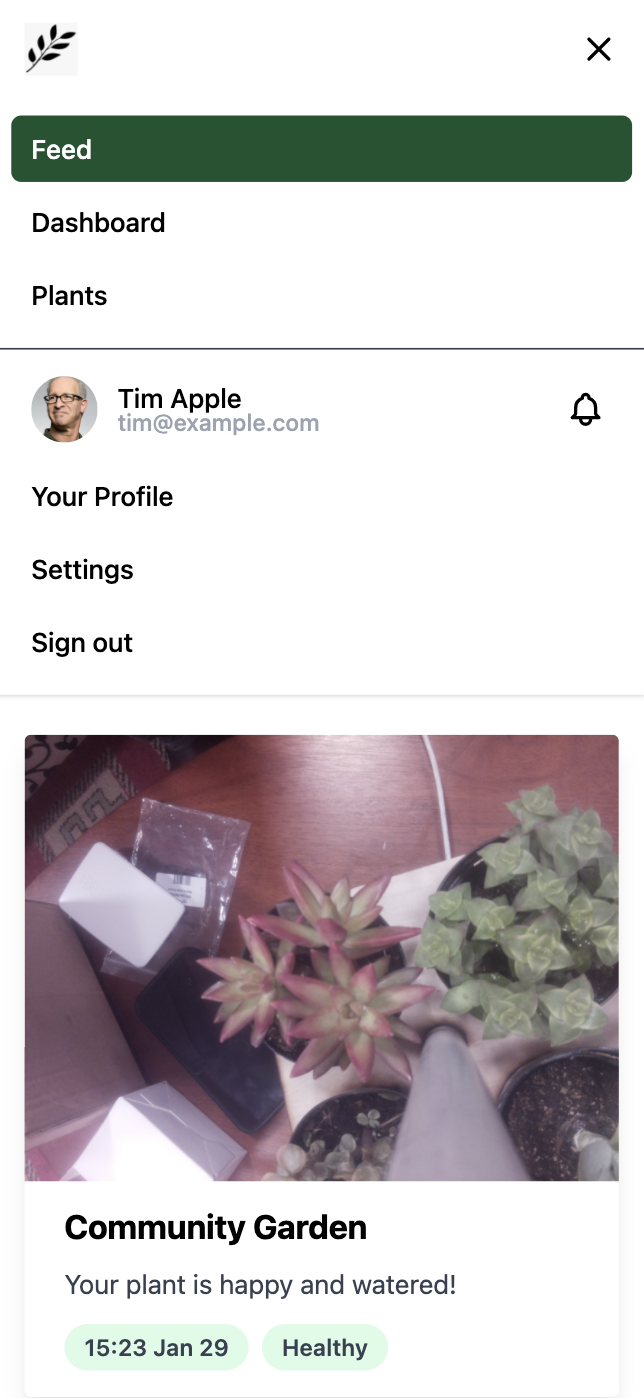 Feed
Dashboard
Plants
Tim Apple
tim@example.com
Your Profile
Settings
Sign out
Community Garden
Your plant is happy and watered!
15:23 Jan 29
Healthy